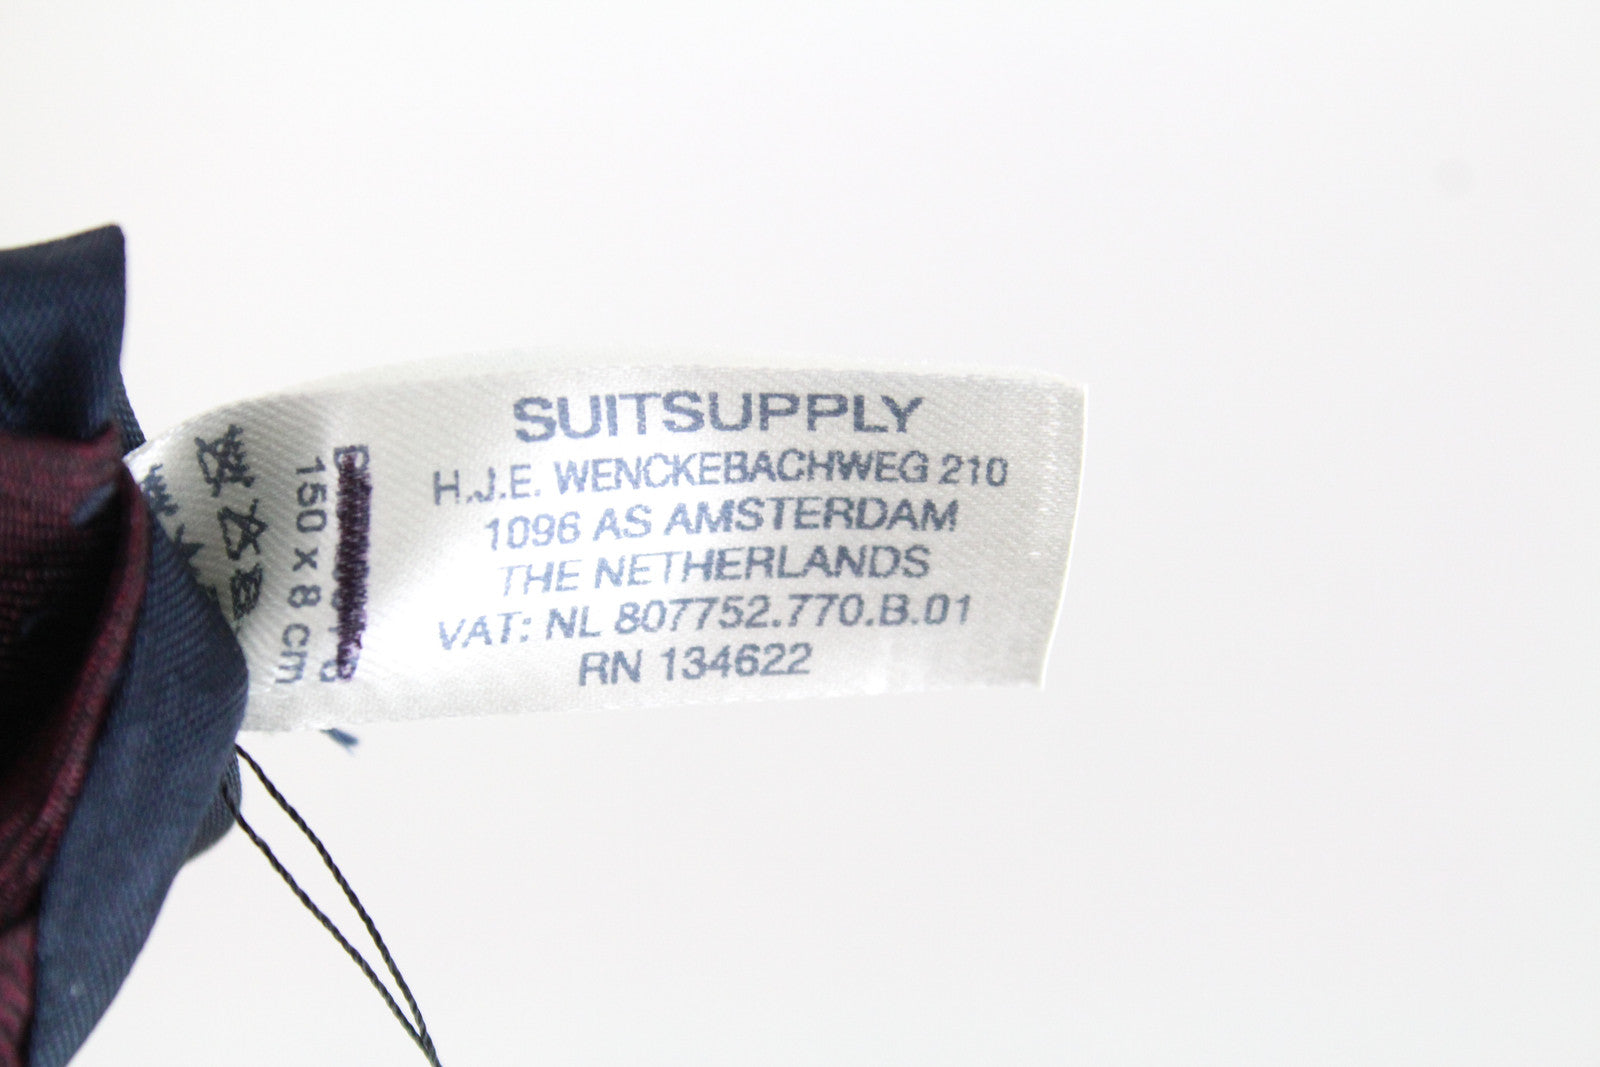 SUITSUPPLY
H.J.E. WENCKEBACHWEG 210
1096 AS AMSTERDAM
THE NETHERLANDS
VAT: NL 807752.770.B.01
RN 134622
150 x 8 cm